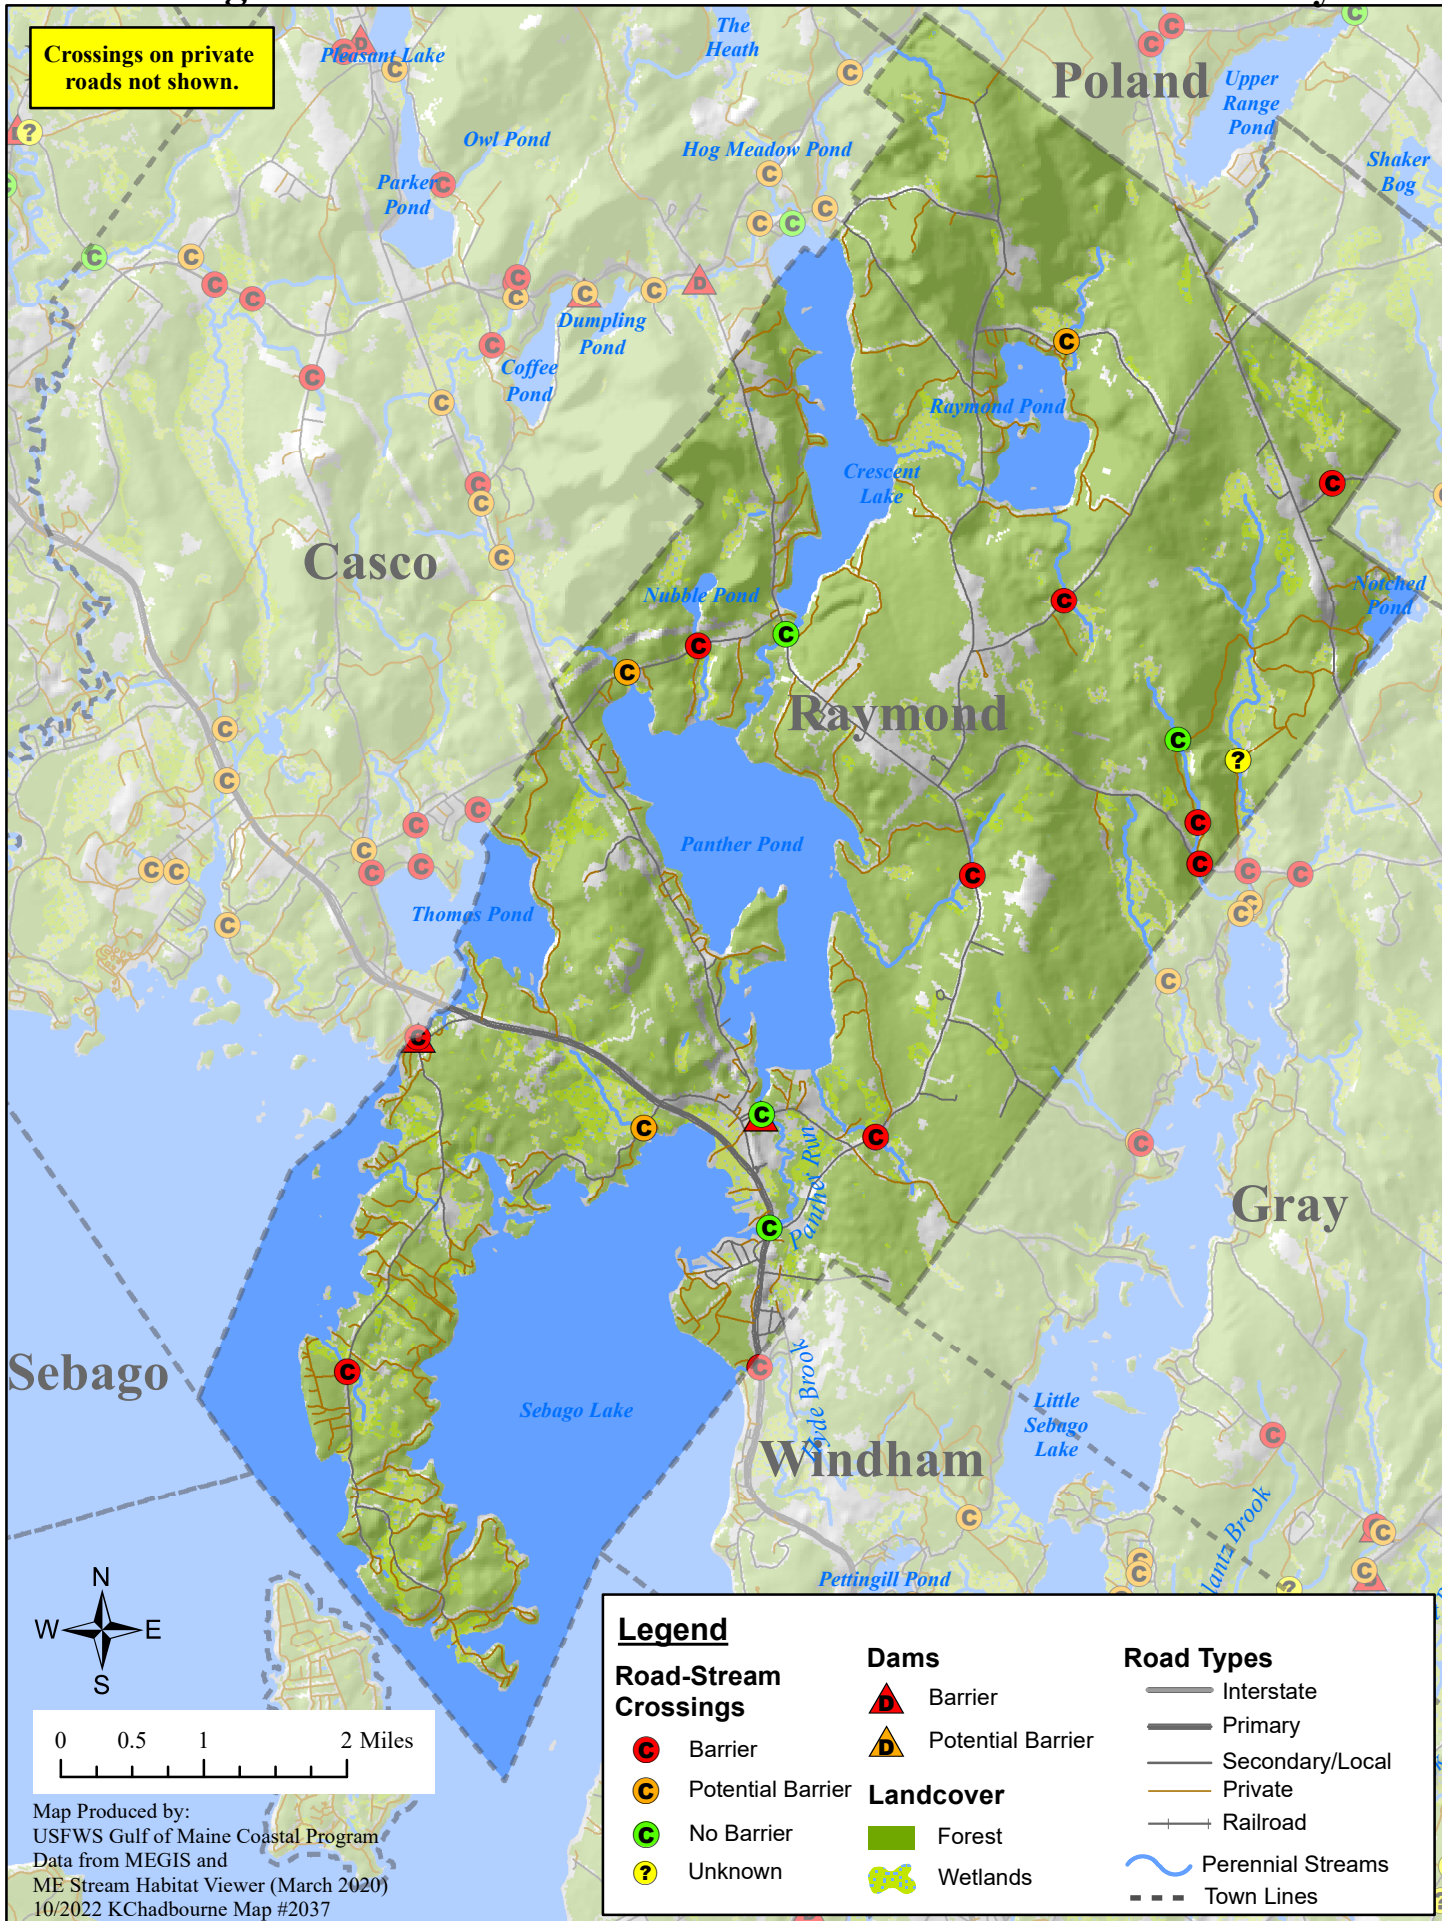 Crossings on private
roads not shown.
Pleasant Lake
The
Heath
Poland
Upper
Range
Pond
Owl Pond
Hog Meadow Pond
Shaker
Bog
Parker
Pond
Dumpling
Pond
Coffee
Pond
Raymond Pond
Crescent
Lake
Casco
Nubble Pond
Notched
Pond
Raymond
Panther Pond
Thomas Pond
Panther Run
Gray
Sebago
Hyde Brook
Sebago Lake
Little
Sebago
Lake
Windham
lantz Brook
Pettingill Pond
N
W E
S
0 0.5 1 2 Miles
Map Produced by:
USFWS Gulf of Maine Coastal Program
Data from MEGIS and
ME Stream Habitat Viewer (March 2020)
10/2022 KChadbourne Map #2037
Legend
Road-Stream
Crossings
C Barrier
C Potential Barrier
C No Barrier
? Unknown
Dams
D Barrier
D Potential Barrier
Landcover
Forest
Wetlands
Road Types
Interstate
Primary
Secondary/Local
Private
Railroad
Perennial Streams
Town Lines